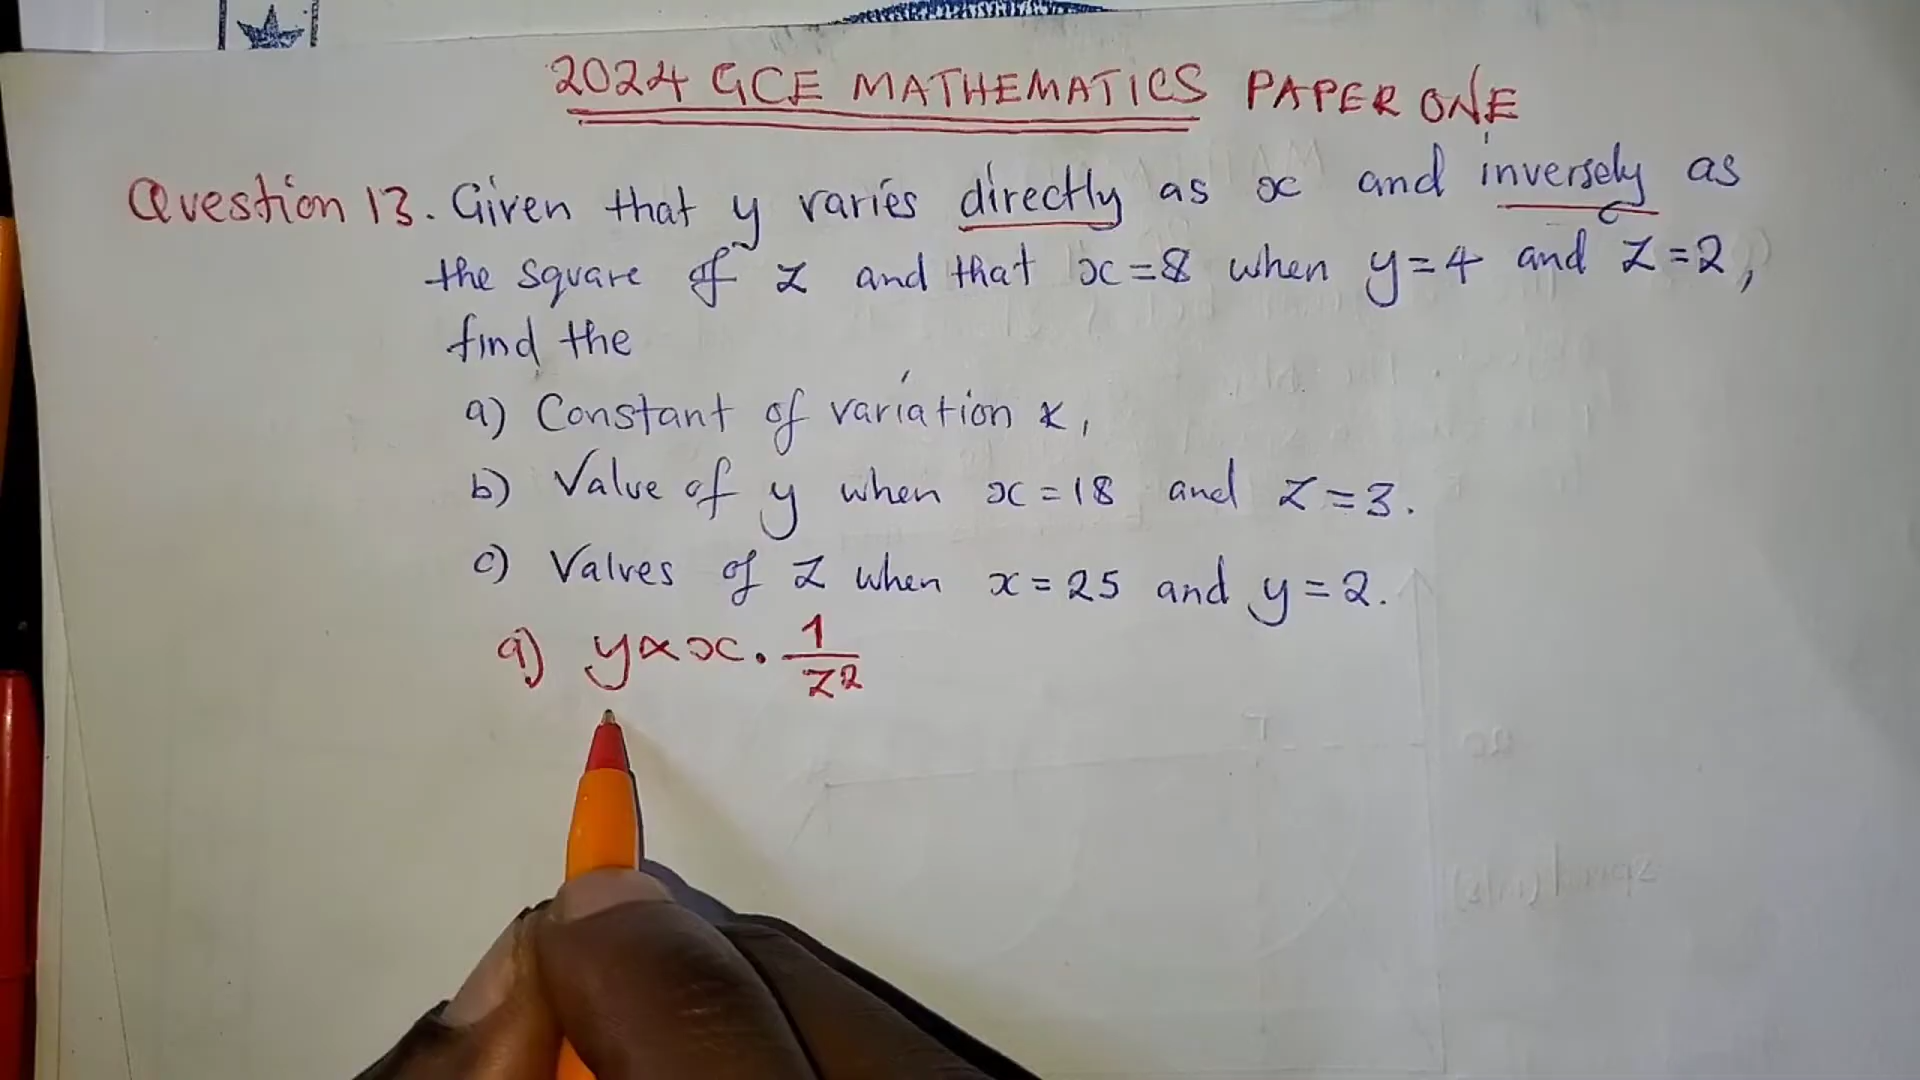 2024 GCE MATHEMATICS PAPER ONE
Question 13. Given that y varies directly as x and inversely as
the square of z and that x=8 when y=4 and z=2,
find the
a) Constant of variation k,
b) Value of y when x=18 and z=3.
c) Values of z when x=25 and y=2.
a) y∝x·1/z²